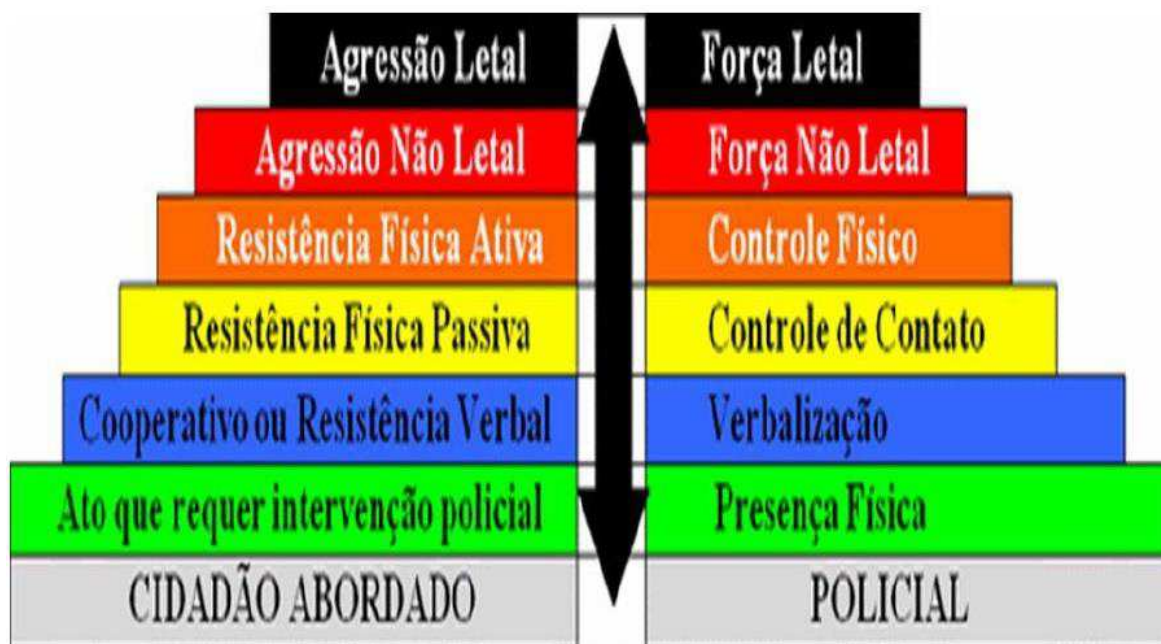 Agressão Letal Força Letal
Agressão Não Letal Força Não Letal
Resistência Física Ativa Controle Físico
Resistência Física Passiva Controle de Contato
Cooperativo ou Resistência Verbal Verbalização
Ato que requer intervenção policial Presença Física
CIDADÃO ABORDADO POLICIAL